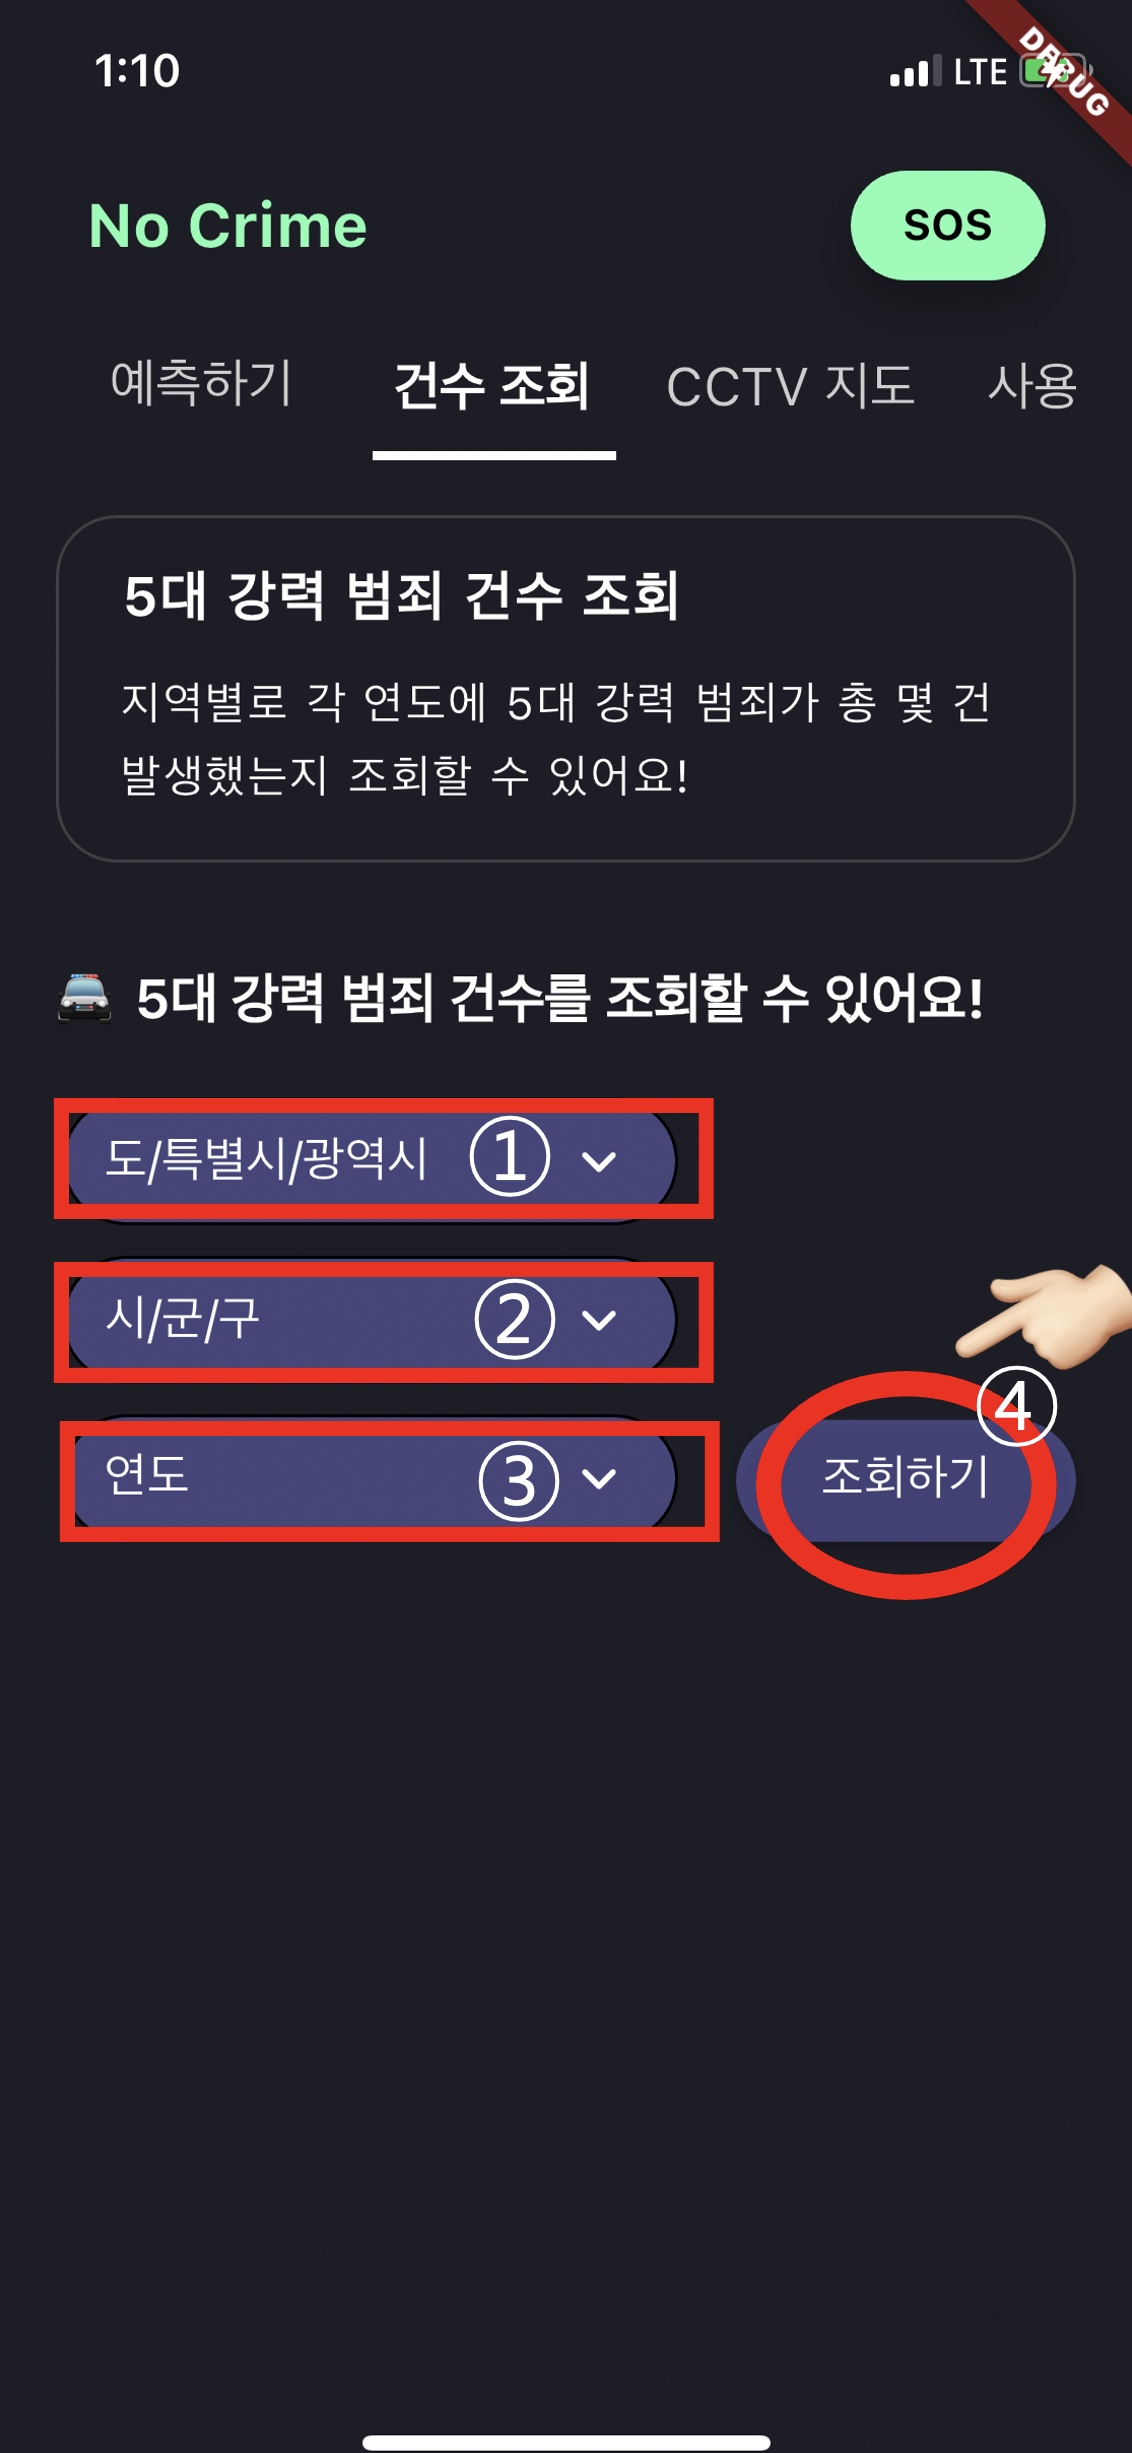 1:10
LTE
DEBUG
No Crime
SOS
예측하기
건수 조회
CCTV 지도
사용
5대 강력 범죄 건수 조회
지역별로 각 연도에 5대 강력 범죄가 총 몇 건
발생했는지 조회할 수 있어요!
5대 강력 범죄 건수를 조회할 수 있어요!
도/특별시/광역시 ①
시/군/구 ②
④
연도 ③
조회하기